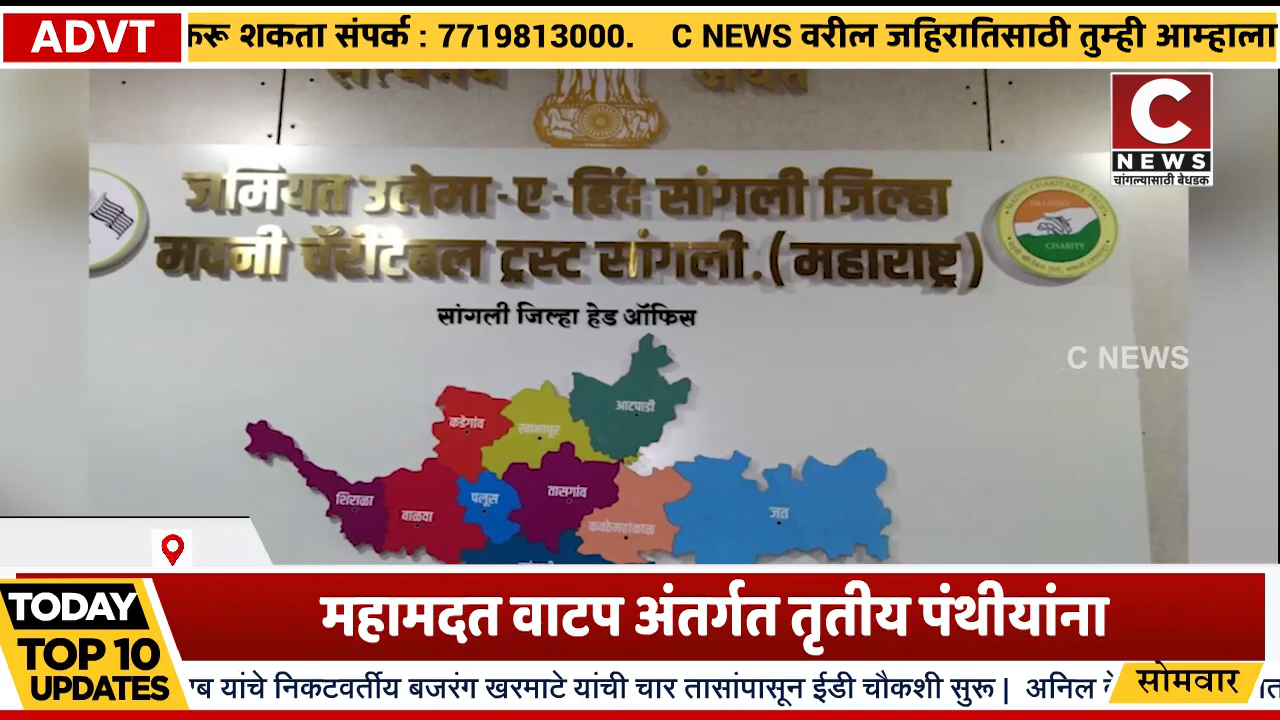 ADVT
करू शकता संपर्क : 7719813000. C NEWS वरील जहिरातिसाठी तुम्ही आम्हाला
C
NEWS
चांगल्यासाठी बेधडक
जमियत उलेमा-ए-हिंद सांगली जिल्हा
मदनी चॅरीटेबल ट्रस्ट सांगली.(महाराष्ट्र)
CHARITY
सांगली जिल्हा हेड ऑफिस
C NEWS
आटपाडी
कडेगांव
खानापूर
शिराळा
वाळवा
पलूस
तासगांव
कवठेमहांकाळ
जत
TODAY
TOP 10
UPDATES
महामदत वाटप अंतर्गत तृतीय पंथीयांना
यांचे निकटवर्तीय बजरंग खरमाटे यांची चार तासांपासून ईडी चौकशी सुरू | अनिल
सोमवार